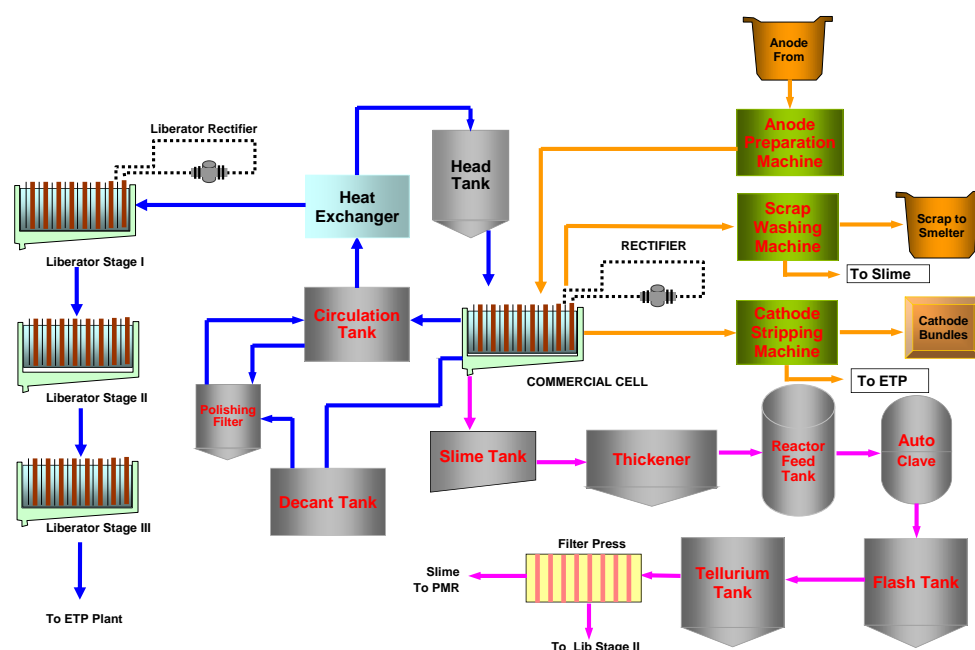 Anode
From
Anode
Preparation
Machine
Liberator Rectifier
Head
Tank
Heat
Exchanger
Scrap
Washing
Machine
Scrap to
Smelter
RECTIFIER
To Slime
Liberator Stage I
Circulation
Tank
Cathode
Stripping
Machine
Cathode
Bundles
COMMERCIAL CELL
To ETP
Liberator Stage II
Polishing
Filter
Slime Tank
Thickener
Reactor
Feed
Tank
Auto
Clave
Decant Tank
Liberator Stage III
Filter Press
Slime
To PMR
Tellurium
Tank
Flash Tank
To ETP Plant
To Lib Stage II